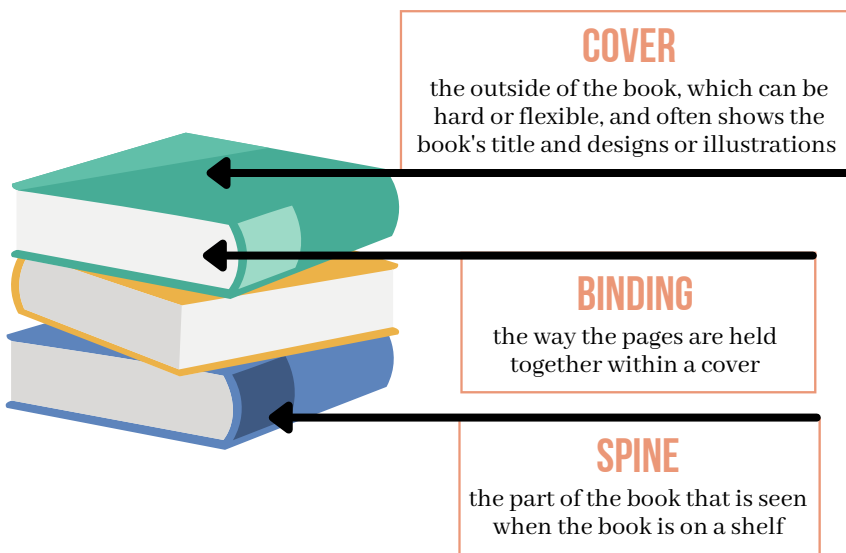 COVER
the outside of the book, which can be
hard or flexible, and often shows the
book's title and designs or illustrations
BINDING
the way the pages are held
together within a cover
SPINE
the part of the book that is seen
when the book is on a shelf